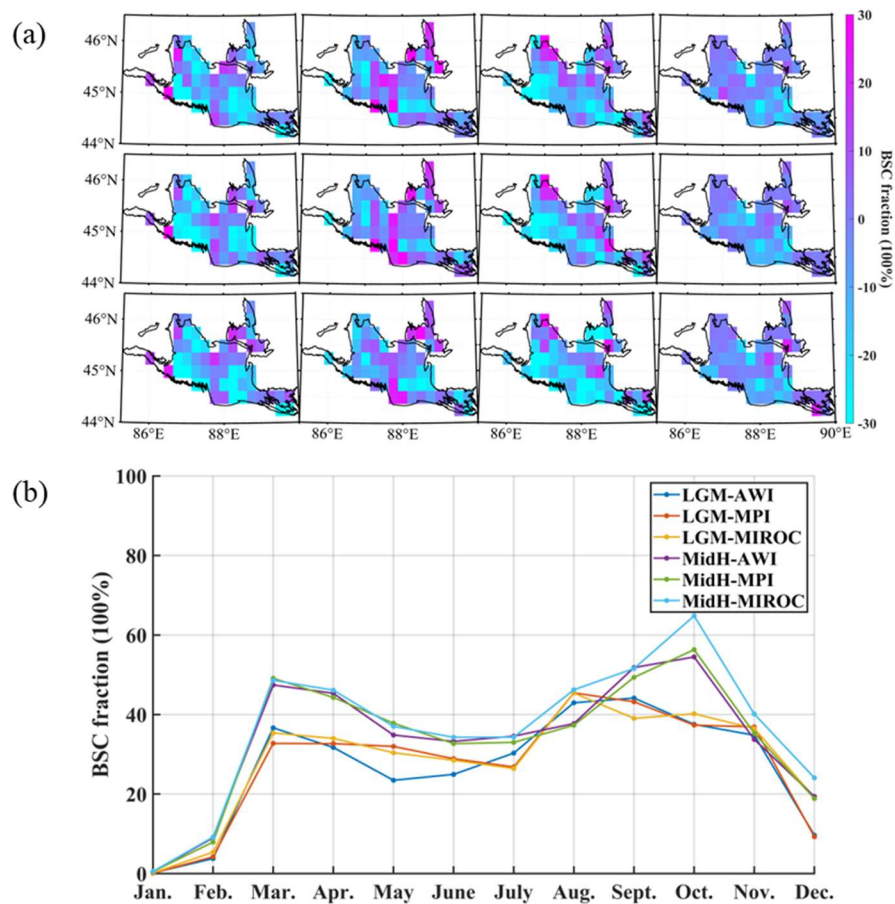 (a)
46°N
45°N
44°N
46°N
45°N
44°N
46°N
45°N
44°N
86°E 88°E 86°E 88°E 86°E 88°E 86°E 88°E 90°E
30
20
10
0
-10
-20
-30
BSC fraction (100%)
(b)
100
80
60
40
20
0
BSC fraction (100%)
LGM-AWI
LGM-MPI
LGM-MIROC
MidH-AWI
MidH-MPI
MidH-MIROC
Jan. Feb. Mar. Apr. May June July Aug. Sept. Oct. Nov. Dec.